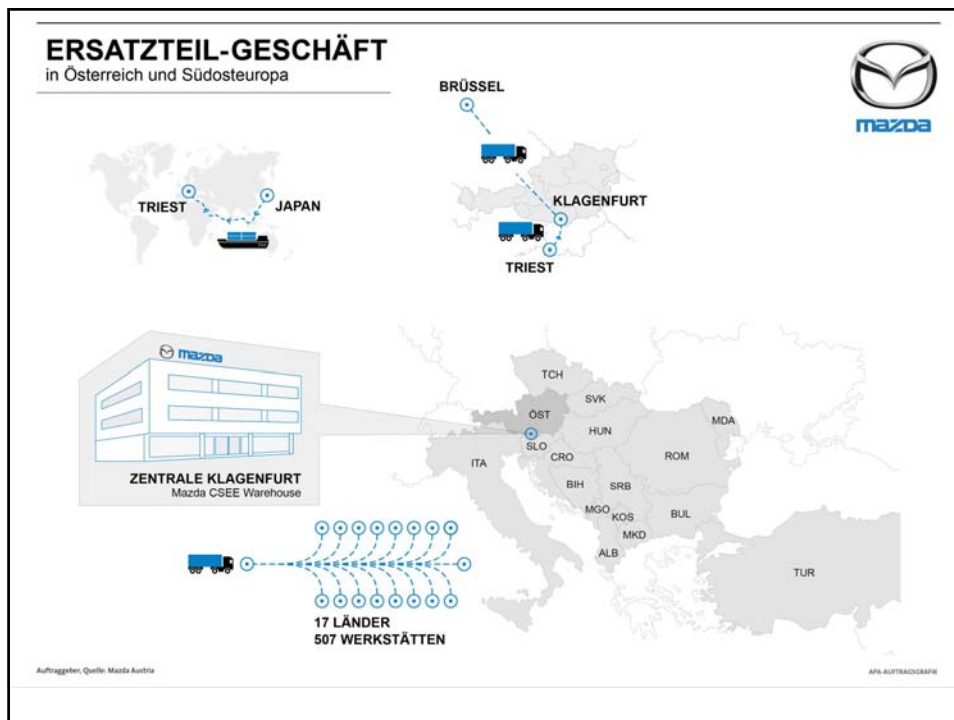 ERSATZTEIL-GESCHÄFT
in Österreich und Südosteuropa
mazda
BRÜSSEL
TRIEST
JAPAN
KLAGENFURT
TRIEST
mazda
ZENTRALE KLAGENFURT
Mazda CSEE Warehouse
TCH
SVK
ÖST
MDA
HUN
SLO
CRO
ROM
ITA
BIH
SRB
MGO
KOS
BUL
MKD
ALB
TUR
17 LÄNDER
507 WERKSTÄTTEN
Auftraggeber, Quelle: Mazda Austria
APA-AUFTRAGSGRAFIK